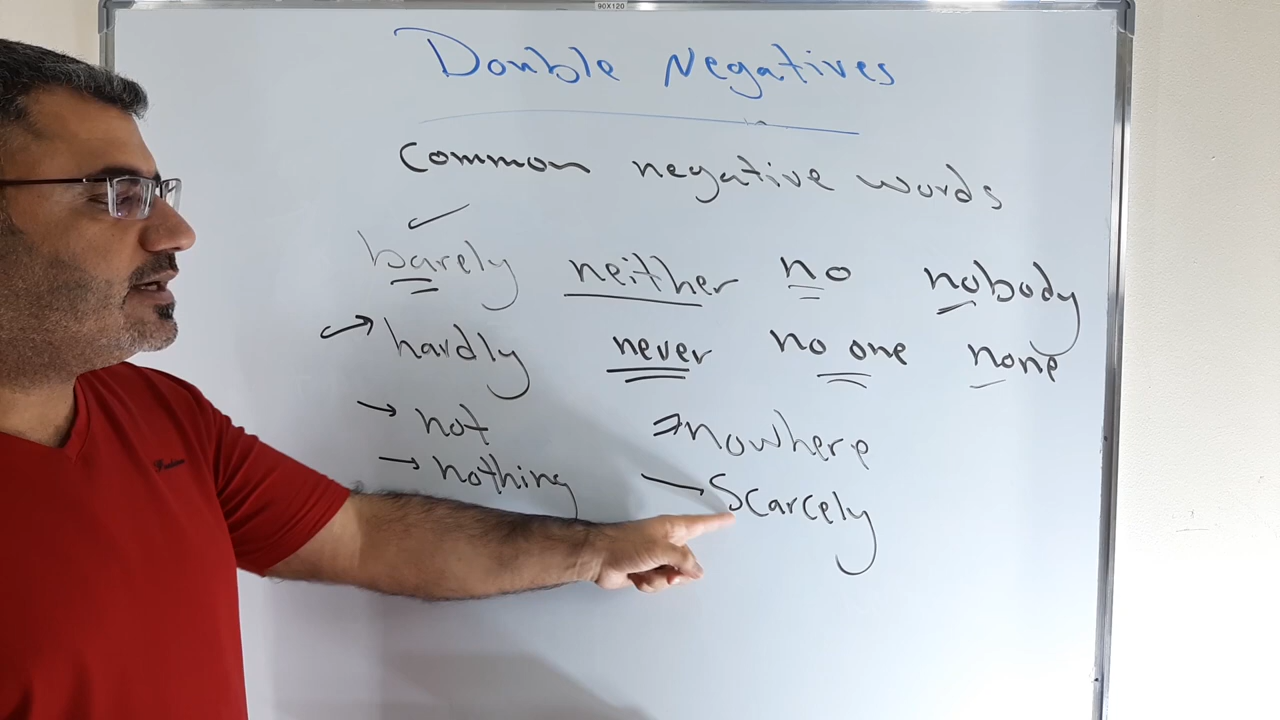 90X120
Double Negatives
Common negative words
barely neither no nobody
hardly never no one none
not nowhere
nothing Scarcely